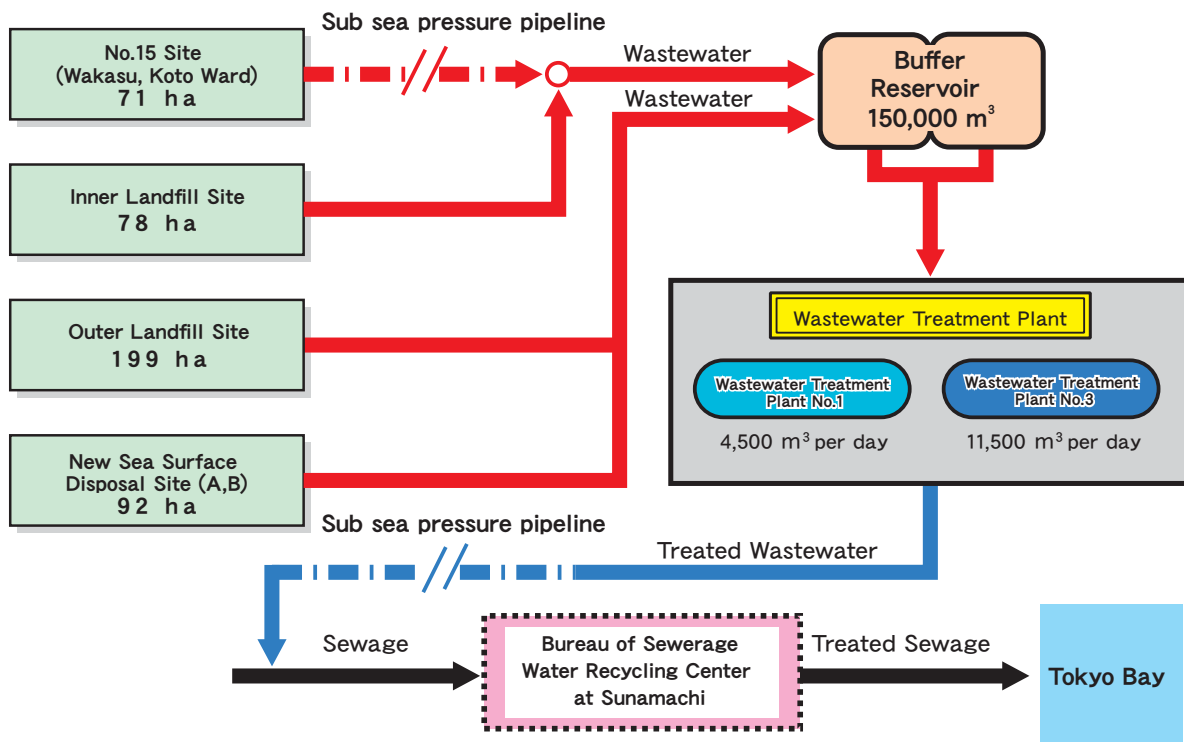 Sub sea pressure pipeline
No.15 Site
(Wakasu, Koto Ward)
71 ha
Wastewater
Buffer
Reservoir
150,000 m³
Wastewater
Inner Landfill Site
78 ha
Outer Landfill Site
199 ha
Wastewater Treatment Plant
Wastewater Treatment
Plant No.1
4,500 m³ per day
Wastewater Treatment
Plant No.3
11,500 m³ per day
New Sea Surface
Disposal Site (A,B)
92 ha
Sub sea pressure pipeline
Treated Wastewater
Sewage
Bureau of Sewerage
Water Recycling Center
at Sunamachi
Treated Sewage
Tokyo Bay